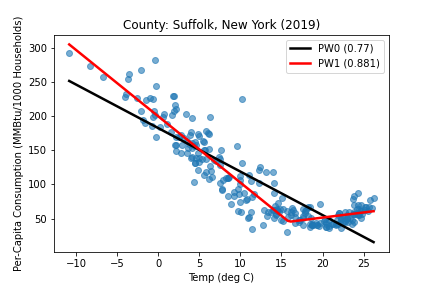 County: Suffolk, New York (2019)
PW0 (0.77)
PW1 (0.881)
Per-Capita Consumption (MMBtu/1000 Households)
300
250
200
150
100
50
−10 −5 0 5 10 15 20 25
Temp (deg C)